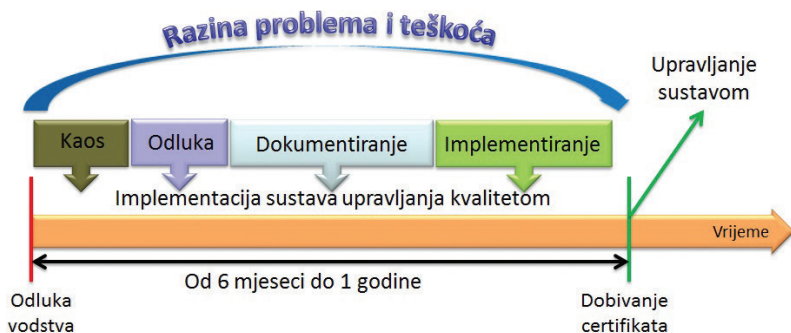 Razina problema i teškoća
Upravljanje
sustavom
Kaos
Odluka
Dokumentiranje
Implementiranje
Implementacija sustava upravljanja kvalitetom
Vrijeme
Od 6 mjeseci do 1 godine
Odluka
vodstva
Dobivanje
certifikata